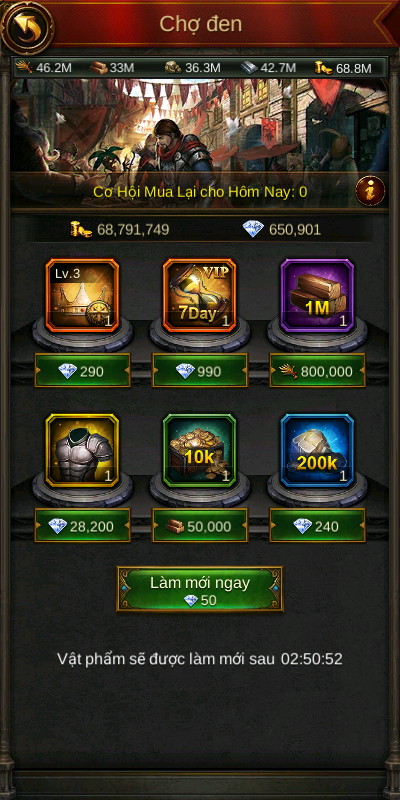 Chợ đen
46.2M 33M 36.3M 42.7M 68.8M
Cơ Hội Mua Lại cho Hôm Nay: 0
68,791,749 650,901
Lv.3 VIP
7Day 1M
1 1 1
290 990 800,000
10k 200k
1 1 1
28,200 50,000 240
Làm mới ngay
50
Vật phẩm sẽ được làm mới sau 02:50:52